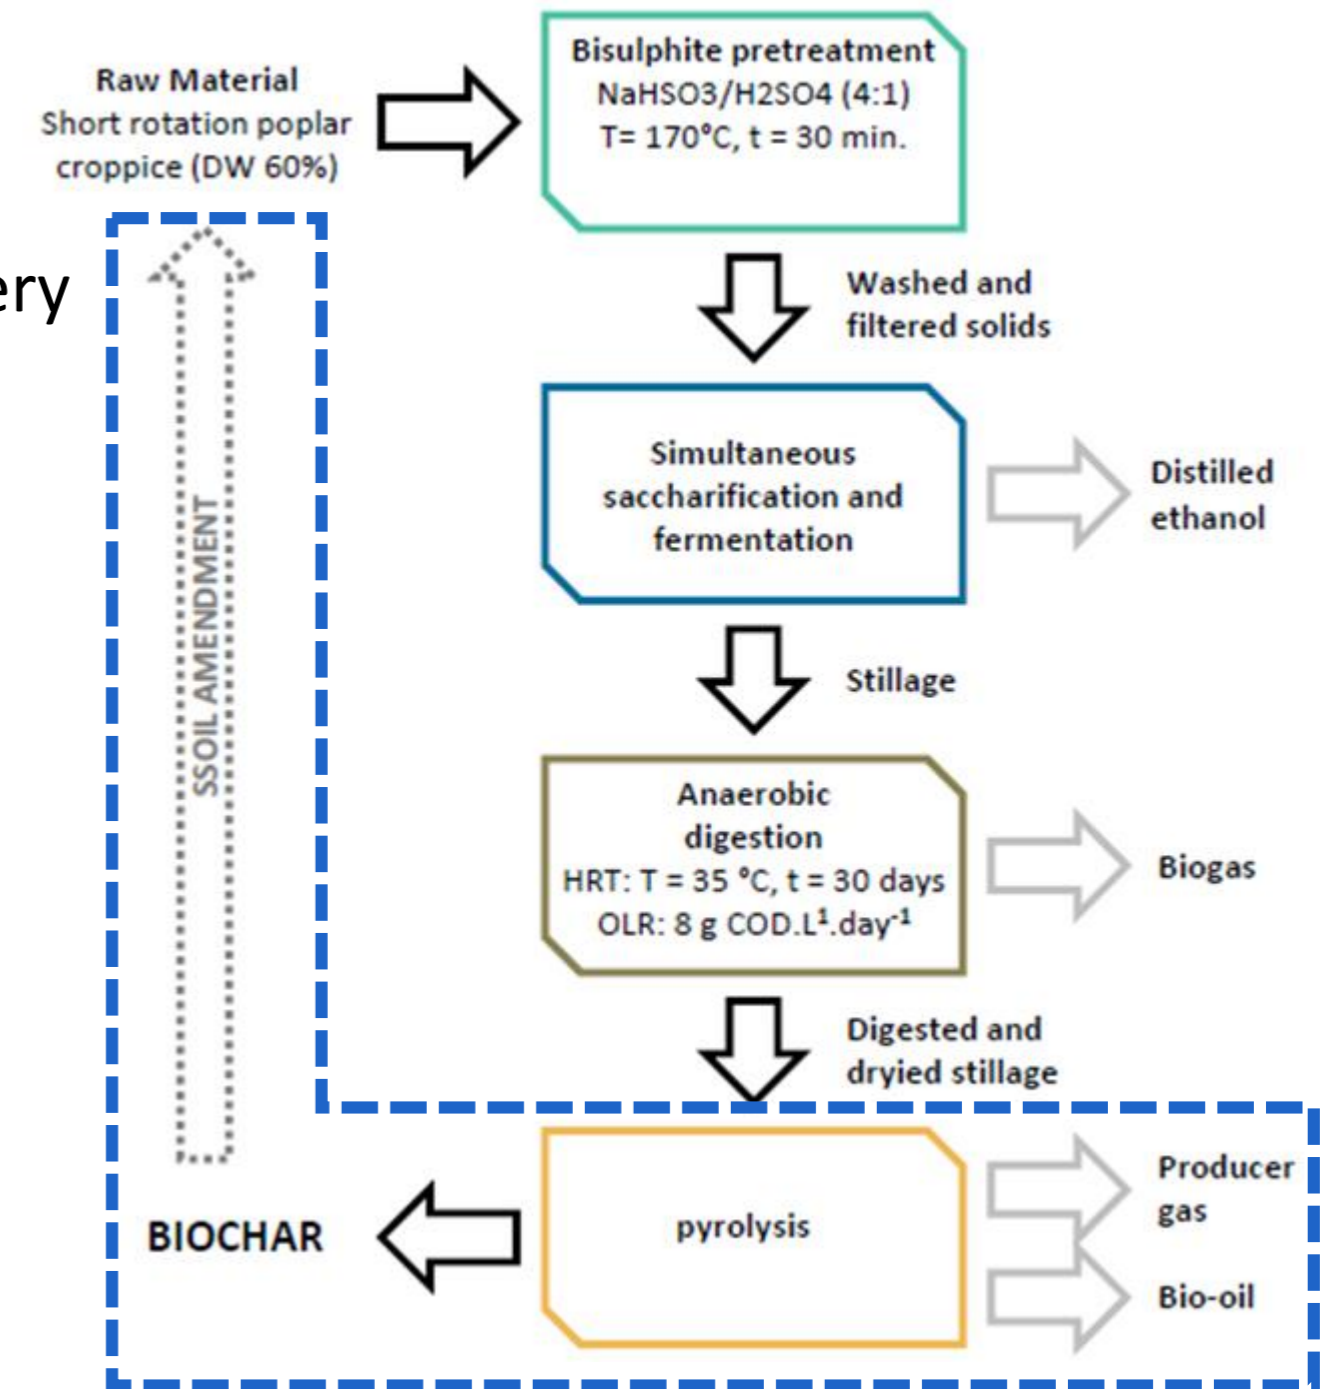 Raw Material
Short rotation poplar
croppice (DW 60%)
Bisulphite pretreatment
NaHSO3/H2SO4 (4:1)
T= 170°C, t = 30 min.
ery
Washed and
filtered solids
Simultaneous
saccharification and
fermentation
Distilled
ethanol
SSOIL AMENDMENT
Stillage
Anaerobic
digestion
HRT: T = 35 °C, t = 30 days
OLR: 8 g COD.L¹.day⁻¹
Biogas
Digested and
dryied stillage
BIOCHAR
pyrolysis
Producer
gas
Bio-oil